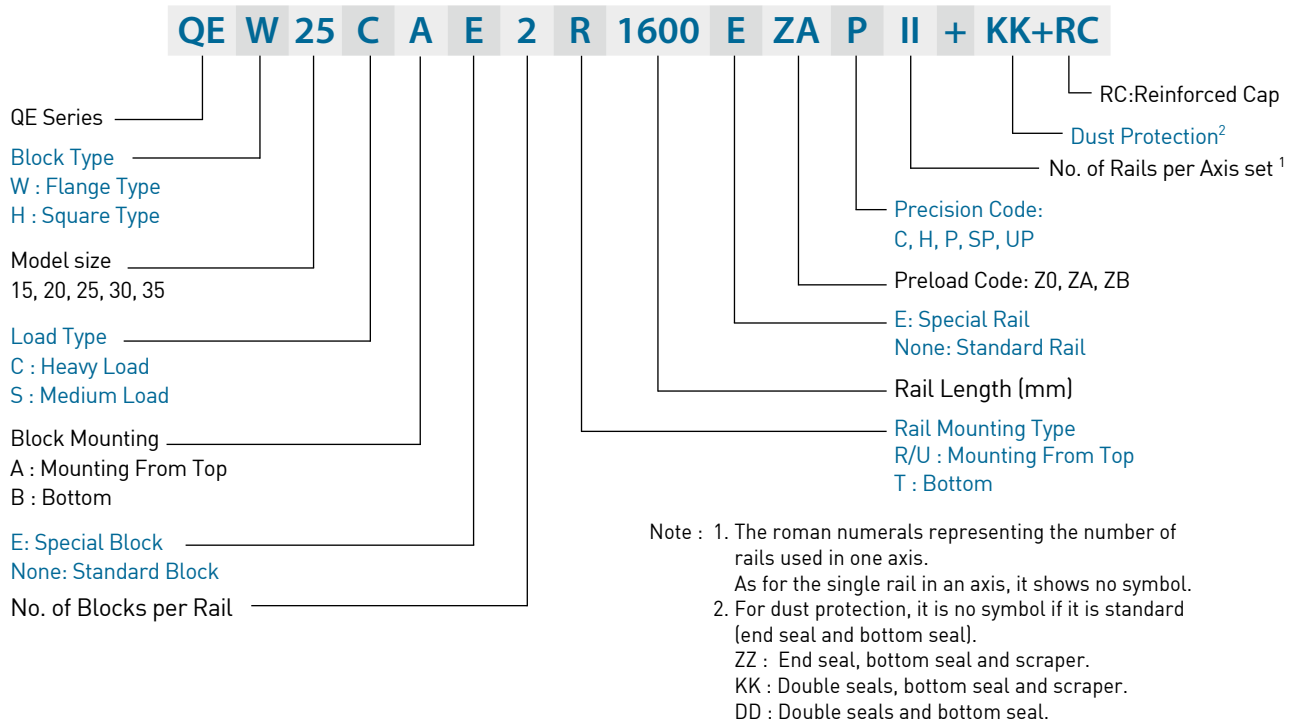 QE W 25 C A E 2 R 1600 E ZA P II + KK+RC
QE Series
Block Type
W : Flange Type
H : Square Type
Model size
15, 20, 25, 30, 35
Load Type
C : Heavy Load
S : Medium Load
Block Mounting
A : Mounting From Top
B : Bottom
E: Special Block
None: Standard Block
No. of Blocks per Rail
RC:Reinforced Cap
Dust Protection²
No. of Rails per Axis set ¹
Precision Code:
C, H, P, SP, UP
Preload Code: Z0, ZA, ZB
E: Special Rail
None: Standard Rail
Rail Length (mm)
Rail Mounting Type
R/U : Mounting From Top
T : Bottom
Note : 1. The roman numerals representing the number of
rails used in one axis.
As for the single rail in an axis, it shows no symbol.
2. For dust protection, it is no symbol if it is standard
(end seal and bottom seal).
ZZ : End seal, bottom seal and scraper.
KK : Double seals, bottom seal and scraper.
DD : Double seals and bottom seal.